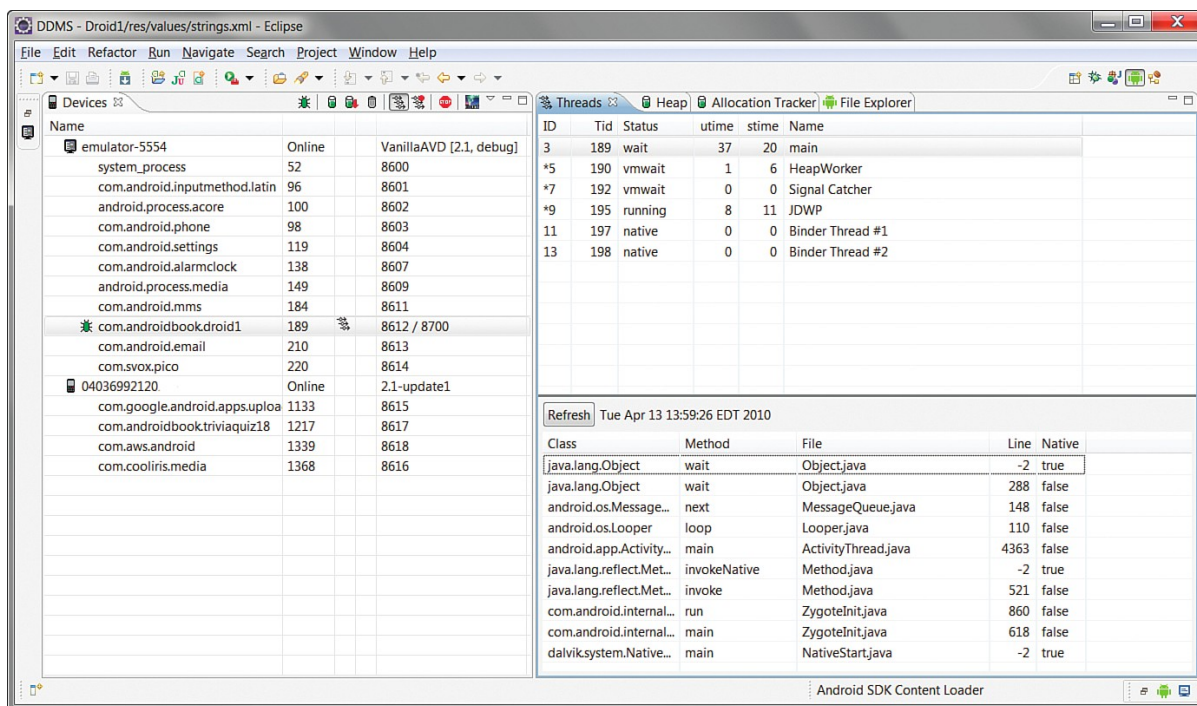 DDMS - Droid1/res/values/strings.xml - Eclipse
File Edit Refactor Run Navigate Search Project Window Help
Devices
Name
emulator-5554 Online VanillaAVD [2.1, debug]
system_process 52 8600
com.android.inputmethod.latin 96 8601
android.process.acore 100 8602
com.android.phone 98 8603
com.android.settings 119 8604
com.android.alarmclock 138 8607
android.process.media 149 8609
com.android.mms 184 8611
com.androidbook.droid1 189 8612 / 8700
com.android.email 210 8613
com.svox.pico 220 8614
04036992120 Online 2.1-update1
com.google.android.apps.uploa 1133 8615
com.androidbook.triviaquiz18 1217 8617
com.aws.android 1339 8618
com.cooliris.media 1368 8616
Threads Heap Allocation Tracker File Explorer
ID Tid Status utime stime Name
3 189 wait 37 20 main
*5 190 vmwait 1 6 HeapWorker
*7 192 vmwait 0 0 Signal Catcher
*9 195 running 8 11 JDWP
11 197 native 0 0 Binder Thread #1
13 198 native 0 0 Binder Thread #2
Refresh Tue Apr 13 13:59:26 EDT 2010
Class Method File Line Native
java.lang.Object wait Object.java -2 true
java.lang.Object wait Object.java 288 false
android.os.Message... next MessageQueue.java 148 false
android.os.Looper loop Looper.java 110 false
android.app.Activity... main ActivityThread.java 4363 false
java.lang.reflect.Met... invokeNative Method.java -2 true
java.lang.reflect.Met... invoke Method.java 521 false
com.android.internal... run ZygoteInit.java 860 false
com.android.internal... main ZygoteInit.java 618 false
dalvik.system.Native... main NativeStart.java -2 true
Android SDK Content Loader